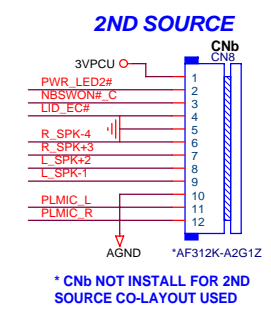 2ND SOURCE
CNb
CN8
3VPCU
1
PWR_LED2#
2
NBSWON#_C
3
LID_EC#
4
5
R_SPK-4
6
R_SPK+3
7
L_SPK+2
8
L_SPK-1
9
10
PLMIC_L
11
PLMIC_R
12
AGND
*AF312K-A2G1Z
* CNb NOT INSTALL FOR 2ND
SOURCE CO-LAYOUT USED